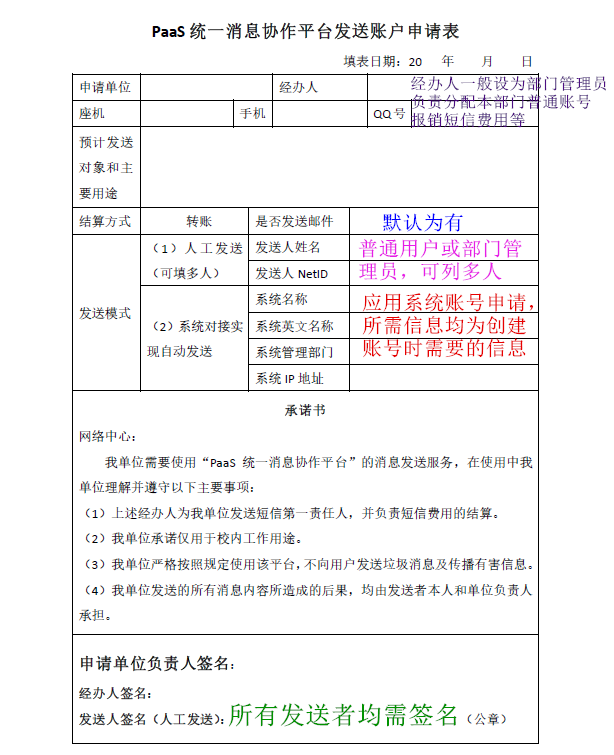 PaaS 统一消息协作平台发送账户申请表
填表日期：20 年 月 日
申请单位 经办人 经办人一般设为部门管理员
负责分配本部门普通账号
座机 手机 QQ 号 报销短信费用等
预计发送
对象和主
要用途
结算方式 转账 是否发送邮件 默认为有
发送模式
（1）人工发送
（可填多人）
发送人姓名 普通用户或部门管
发送人 NetID 理员，可列多人
（2）系统对接实
现自动发送
系统名称 应用系统账号申请，
系统英文名称 所需信息均为创建
系统管理部门 账号时需要的信息
系统 IP 地址
承诺书
网络中心：
我单位需要使用“PaaS 统一消息协作平台”的消息发送服务，在使用中我
单位理解并遵守以下主要事项：
（1）上述经办人为我单位发送短信第一责任人，并负责短信费用的结算。
（2）我单位承诺仅用于校内工作用途。
（3）我单位严格按照规定使用该平台，不向用户发送垃圾消息及传播有害信息。
（4）我单位发送的所有消息内容所造成的后果，均由发送者本人和单位负责人
承担。
申请单位负责人签名：
经办人签名：
发送人签名（人工发送）：所有发送者均需签名（公章）